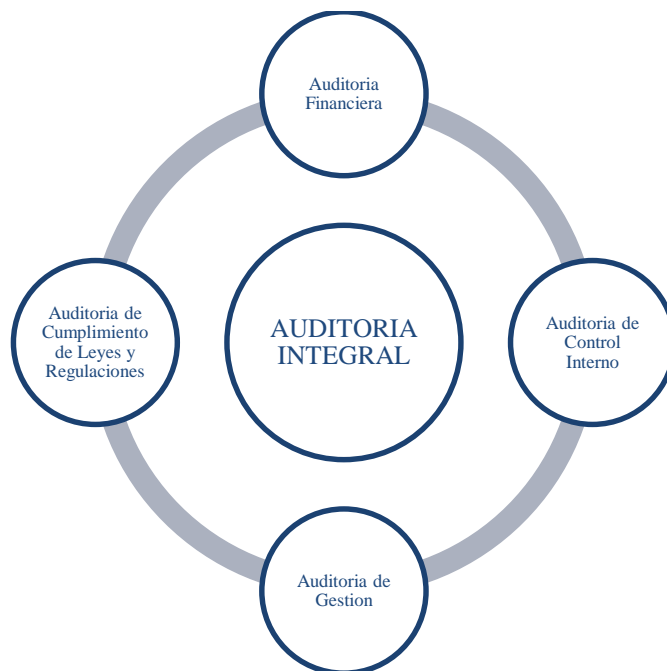 Auditoria
Financiera
Auditoria de
Cumplimiento
de Leyes y
Regulaciones
AUDITORIA
INTEGRAL
Auditoria de
Control
Interno
Auditoria de
Gestion